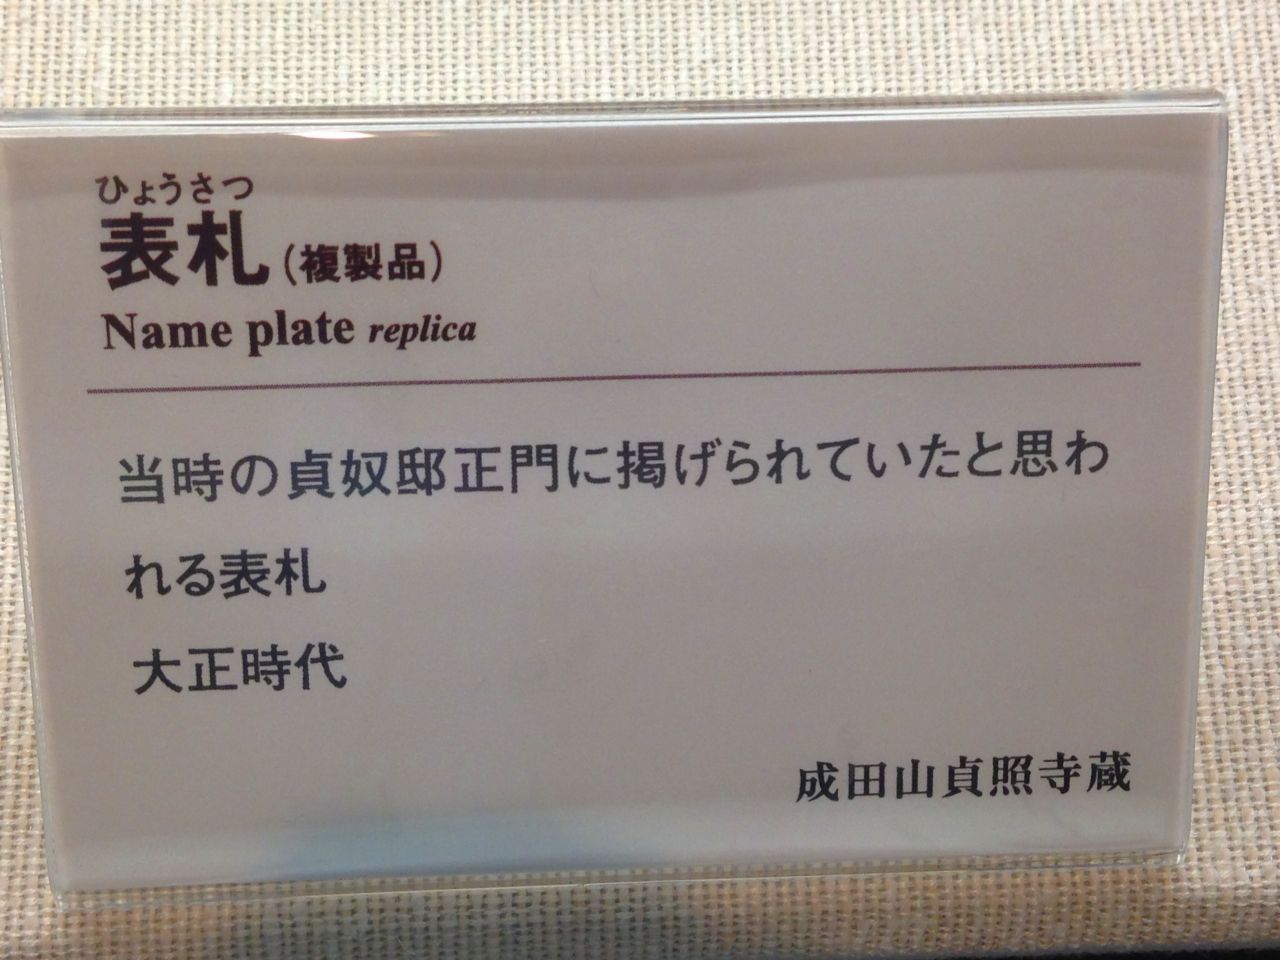 ひょうさつ
表札(複製品)
Name plate replica
当時の貞奴邸正門に掲げられていたと思わ
れる表札
大正時代
成田山貞照寺蔵